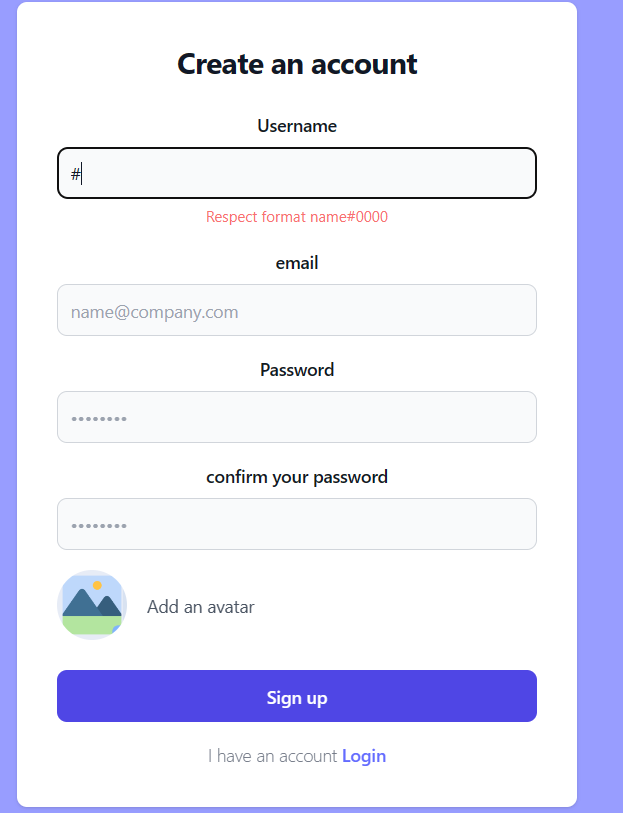 Create an account
Username
#
Respect format name#0000
email
name@company.com
Password
••••••••
confirm your password
••••••••
Add an avatar
Sign up
I have an account Login